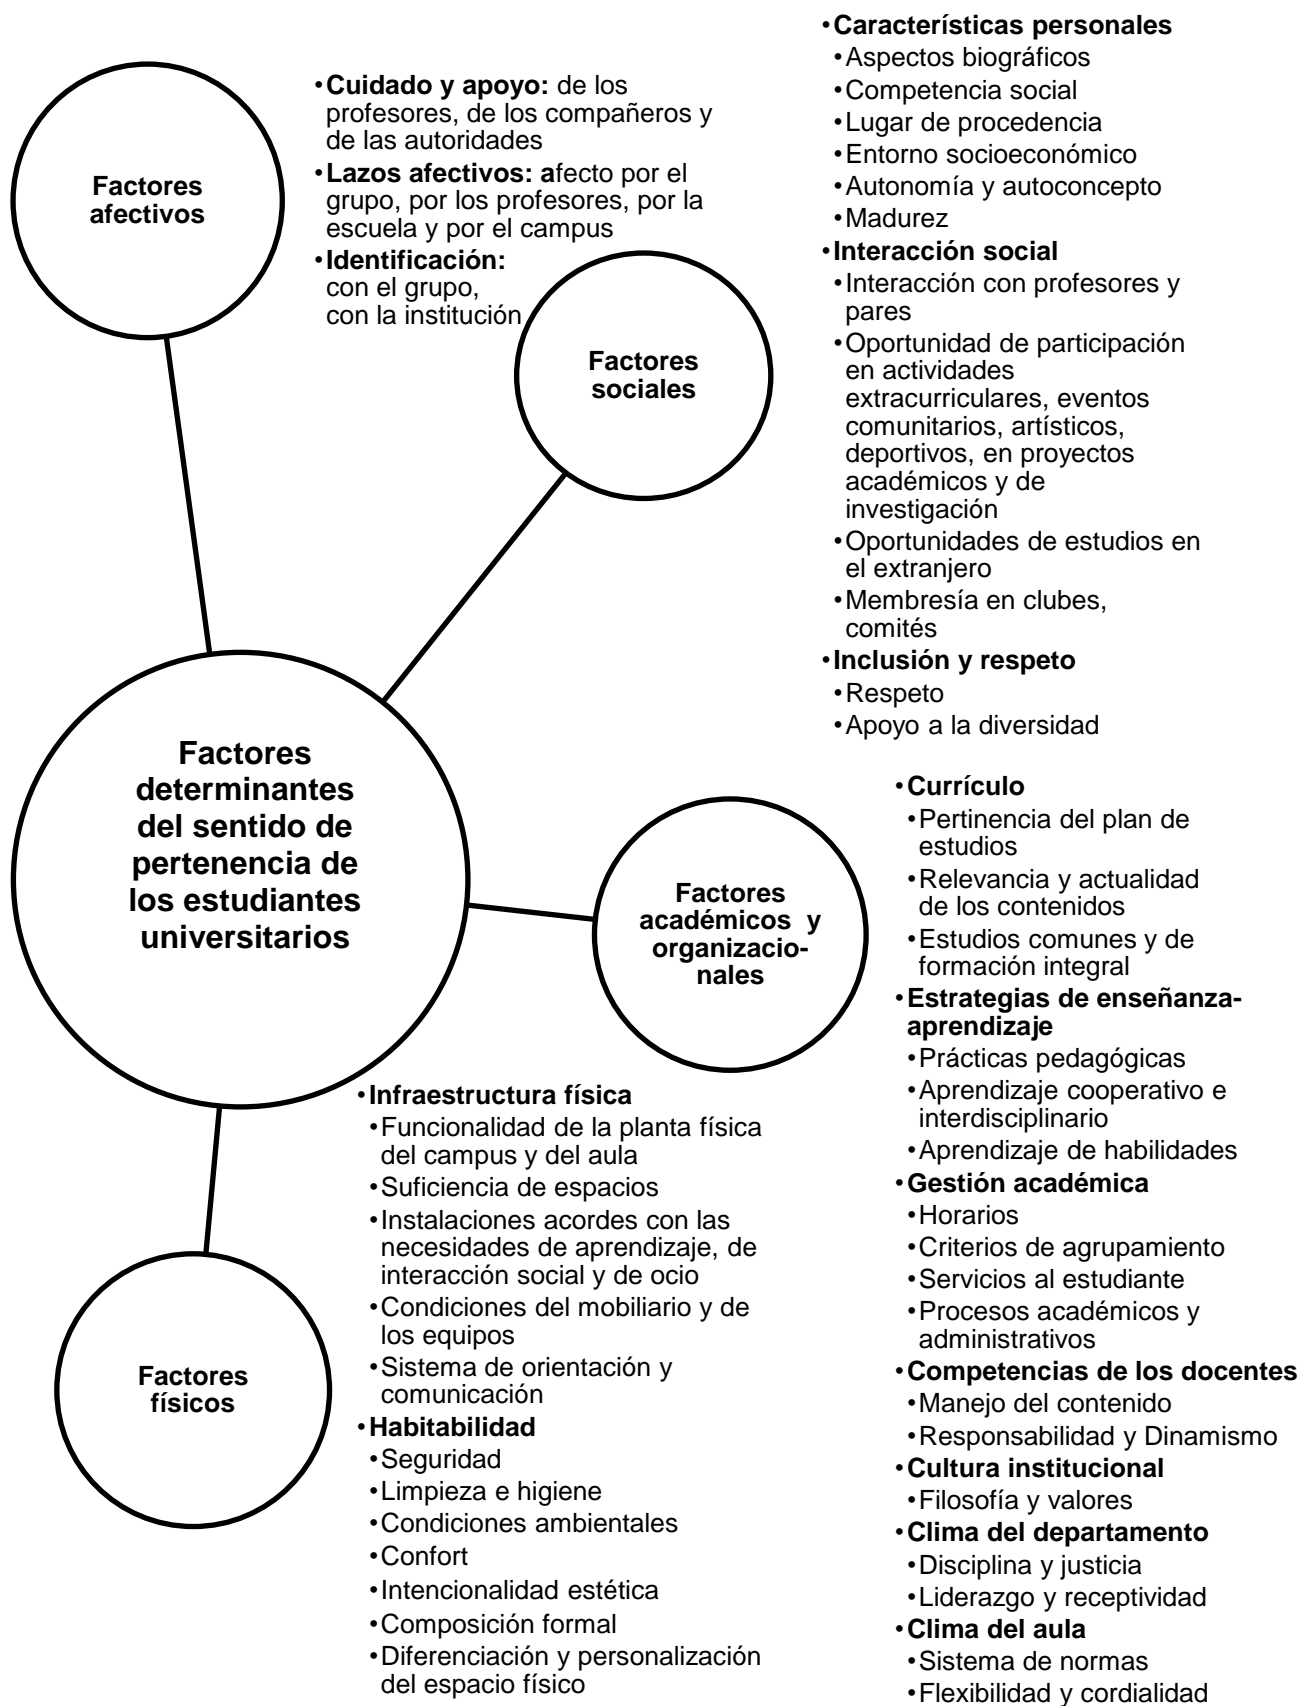 Factores
afectivos
•Cuidado y apoyo: de los
profesores, de los compañeros y
de las autoridades
•Lazos afectivos: afecto por el
grupo, por los profesores, por la
escuela y por el campus
•Identificación:
con el grupo,
con la institución
Factores
sociales
•Características personales
•Aspectos biográficos
•Competencia social
•Lugar de procedencia
•Entorno socioeconómico
•Autonomía y autoconcepto
•Madurez
•Interacción social
•Interacción con profesores y
pares
•Oportunidad de participación
en actividades
extracurriculares, eventos
comunitarios, artísticos,
deportivos, en proyectos
académicos y de
investigación
•Oportunidades de estudios en
el extranjero
•Membresía en clubes,
comités
•Inclusión y respeto
•Respeto
•Apoyo a la diversidad
Factores
determinantes
del sentido de
pertenencia de
los estudiantes
universitarios
Factores
académicos y
organizacio-
nales
•Currículo
•Pertinencia del plan de
estudios
•Relevancia y actualidad
de los contenidos
•Estudios comunes y de
formación integral
•Estrategias de enseñanza-
aprendizaje
•Prácticas pedagógicas
•Aprendizaje cooperativo e
interdisciplinario
•Aprendizaje de habilidades
•Gestión académica
•Horarios
•Criterios de agrupamiento
•Servicios al estudiante
•Procesos académicos y
administrativos
•Competencias de los docentes
•Manejo del contenido
•Responsabilidad y Dinamismo
•Cultura institucional
•Filosofía y valores
•Clima del departamento
•Disciplina y justicia
•Liderazgo y receptividad
•Clima del aula
•Sistema de normas
•Flexibilidad y cordialidad
Factores
físicos
•Infraestructura física
•Funcionalidad de la planta física
del campus y del aula
•Suficiencia de espacios
•Instalaciones acordes con las
necesidades de aprendizaje, de
interacción social y de ocio
•Condiciones del mobiliario y de
los equipos
•Sistema de orientación y
comunicación
•Habitabilidad
•Seguridad
•Limpieza e higiene
•Condiciones ambientales
•Confort
•Intencionalidad estética
•Composición formal
•Diferenciación y personalización
del espacio físico